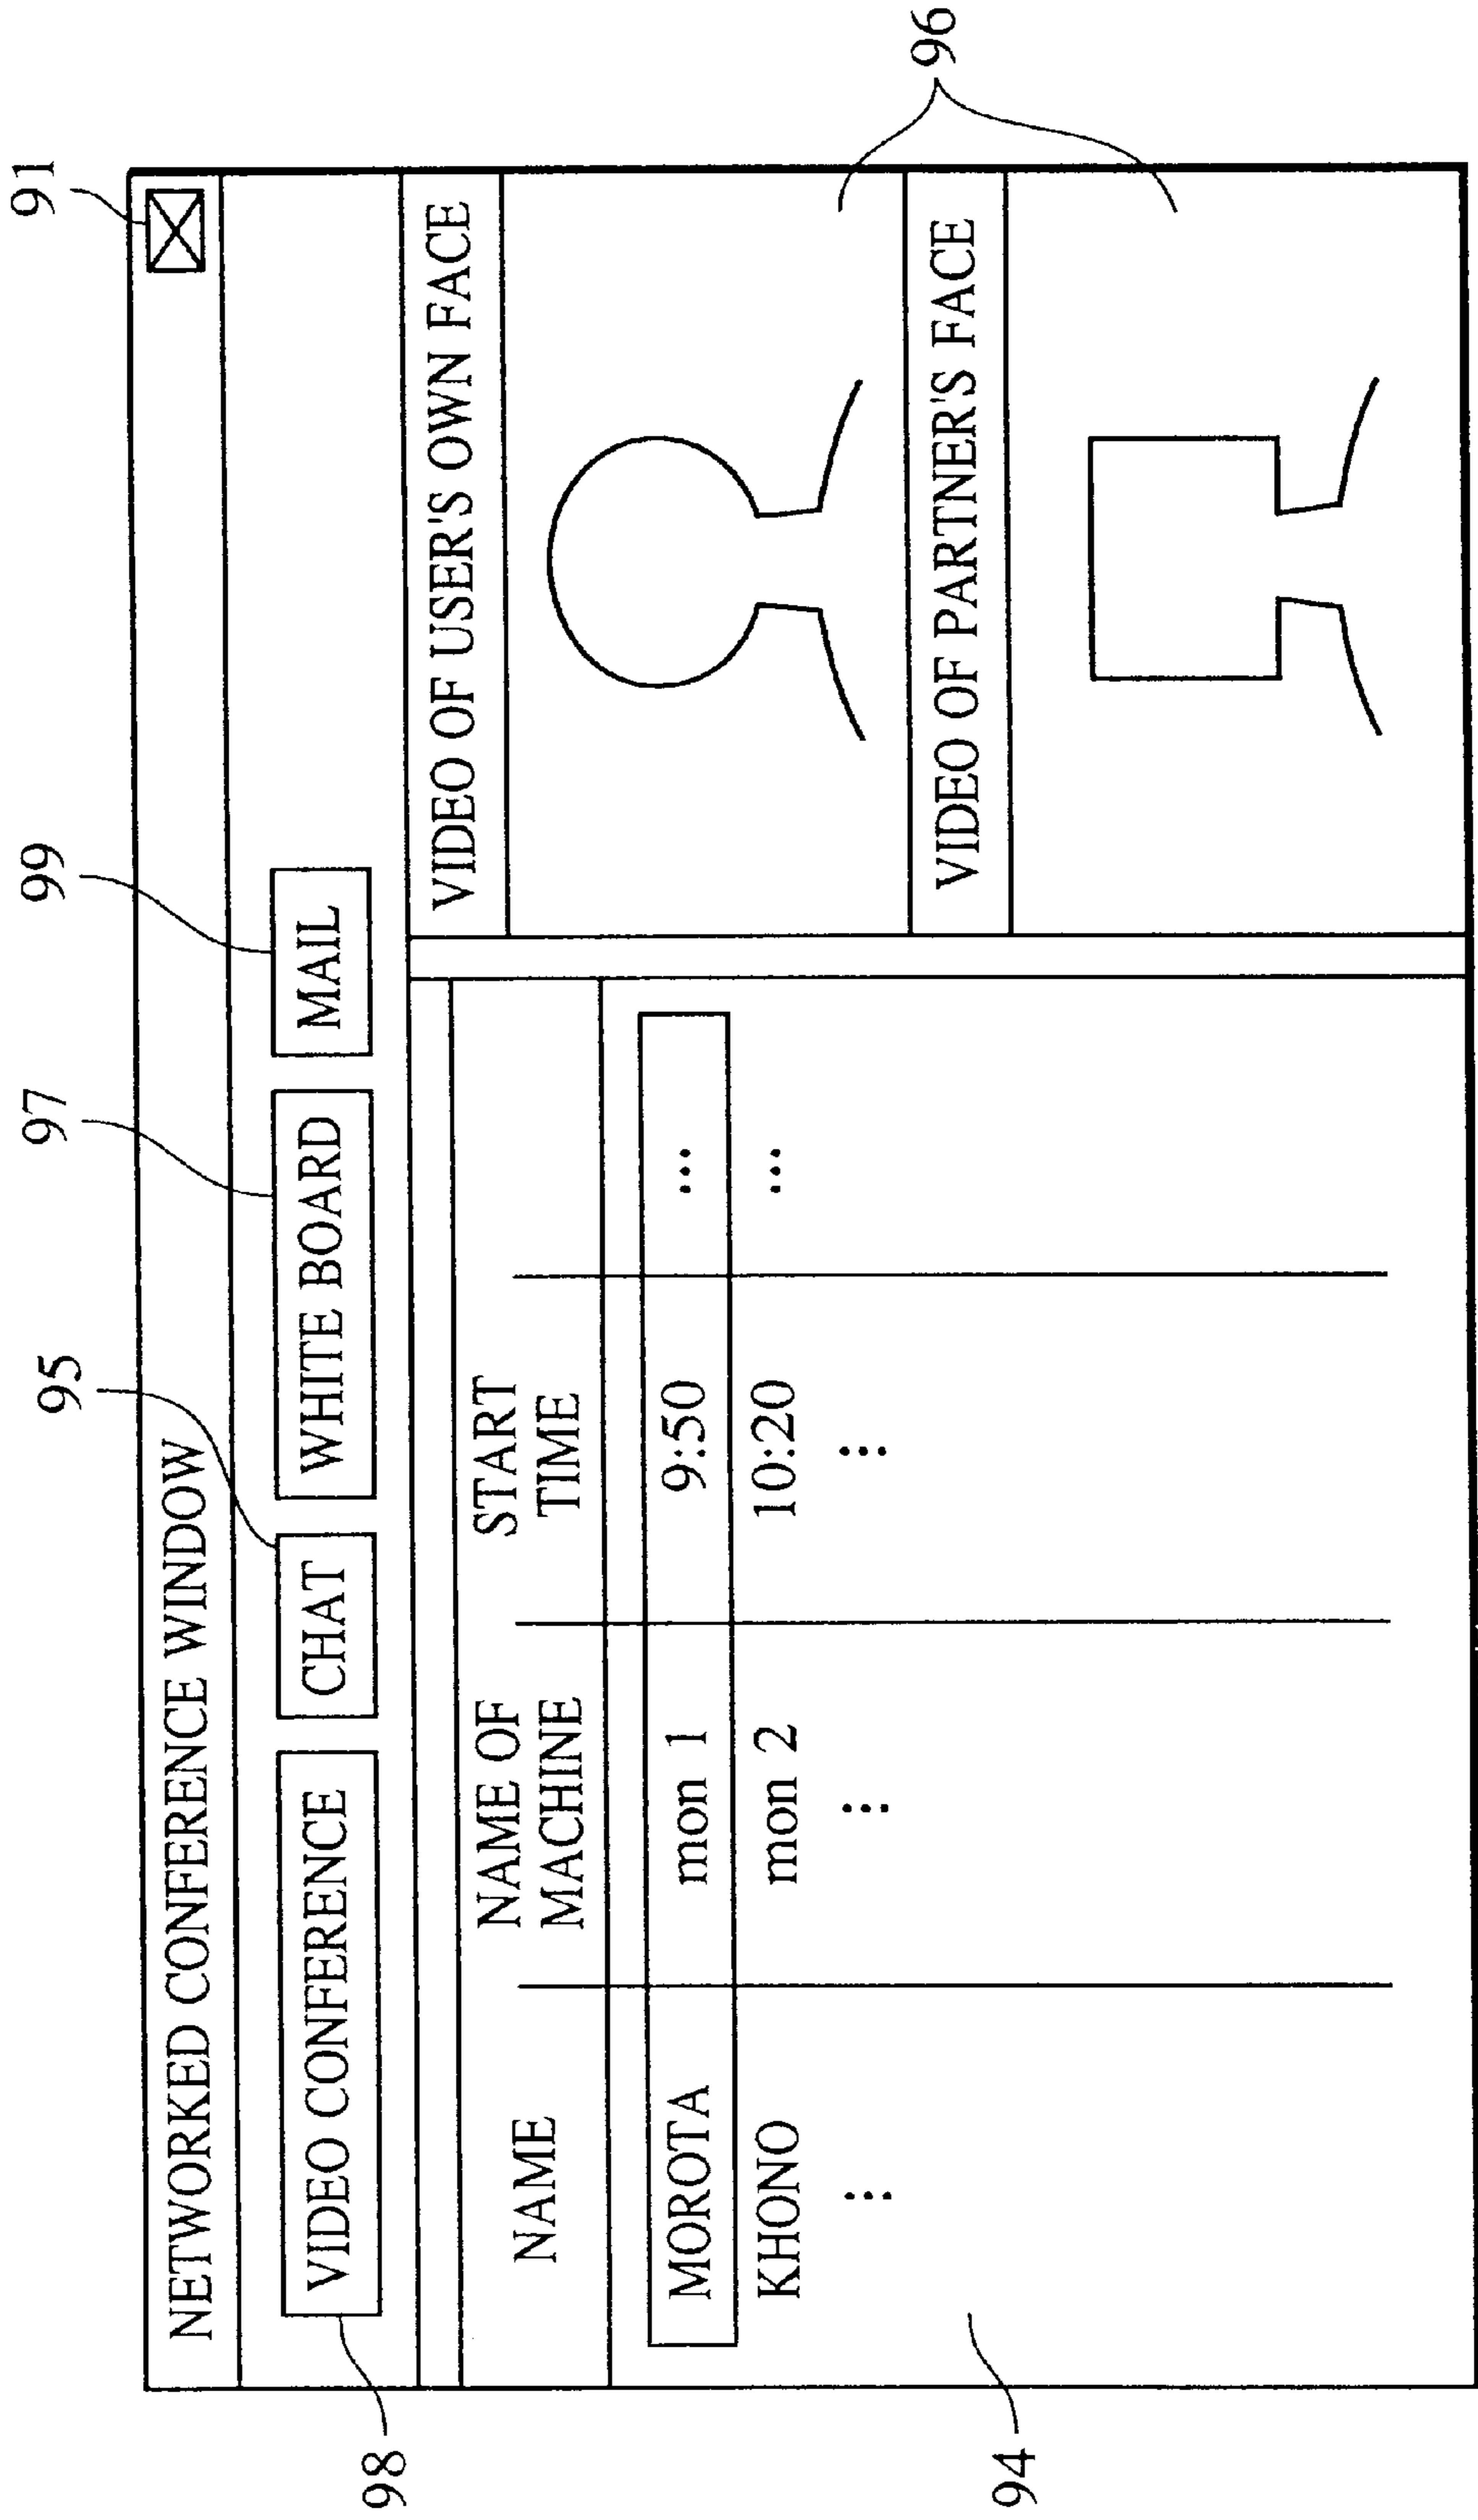 91
99
97
95
NETWORKED CONFERENCE WINDOW
98
VIDEO CONFERENCE
CHAT
WHITE BOARD
MAIL
NAME
NAME OF
MACHINE
START
TIME
MOROTA mon 1 9:50 ...
KHONO mon 2 10:20 ...
... ... ...
94
VIDEO OF USER'S OWN FACE
96
VIDEO OF PARTNER'S FACE